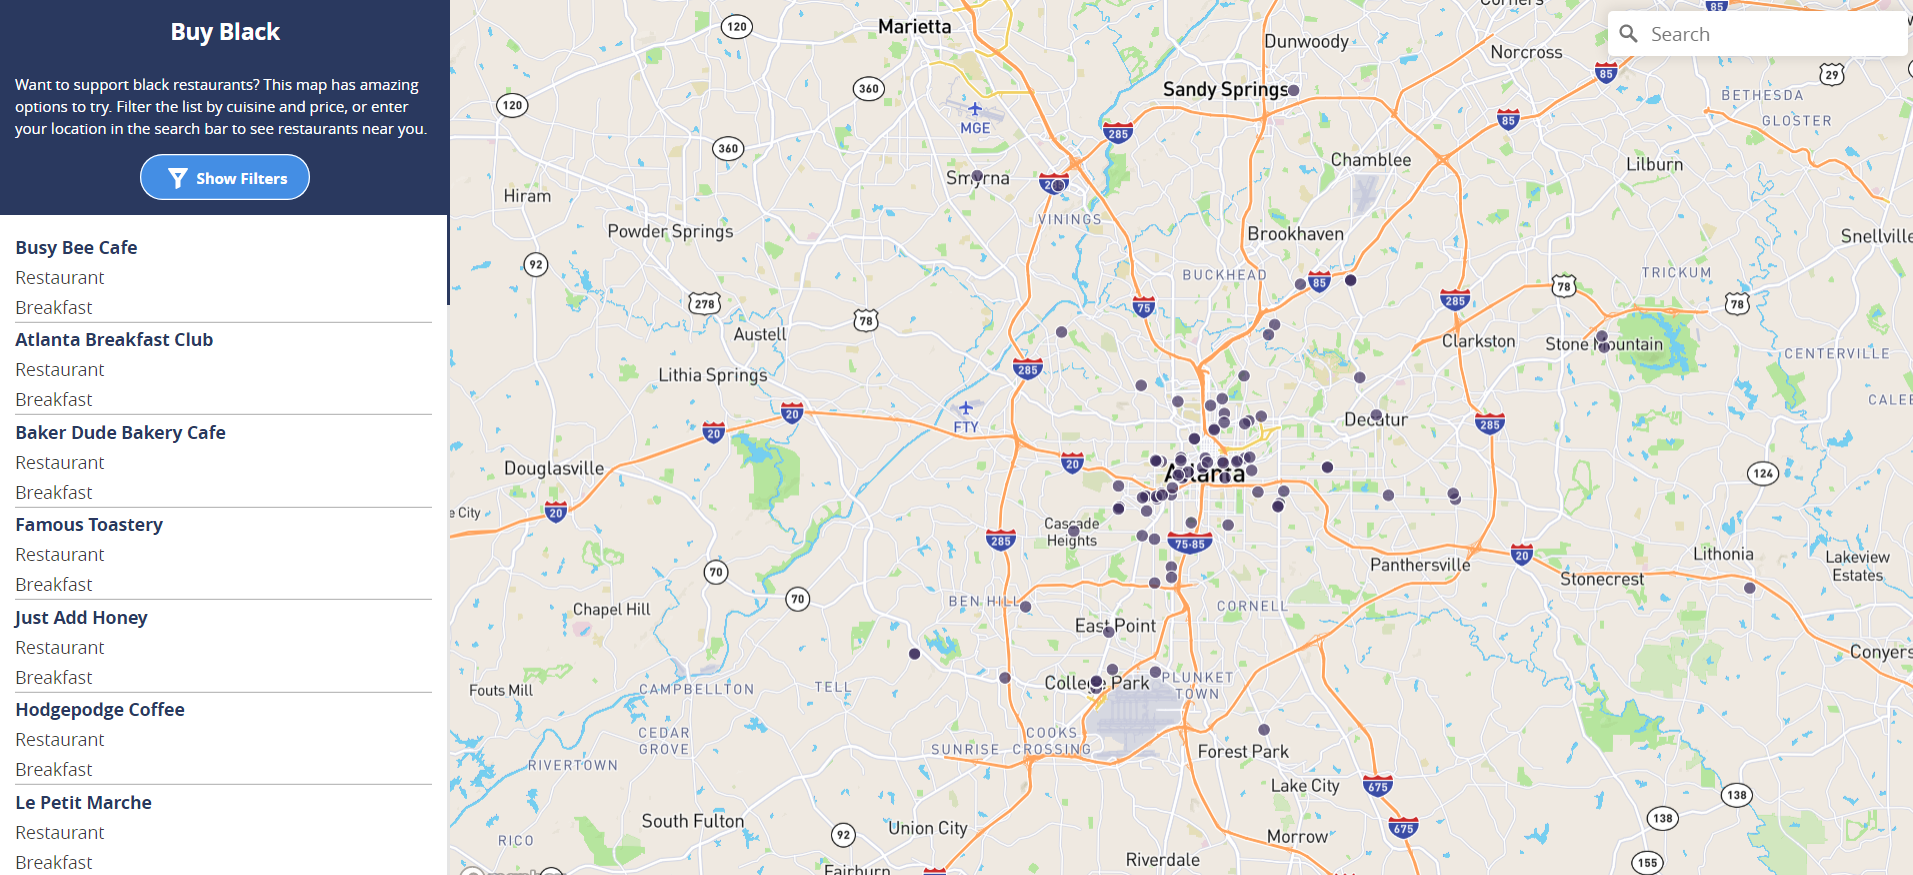 Buy Black
Want to support black restaurants? This map has amazing
options to try. Filter the list by cuisine and price, or enter
your location in the search bar to see restaurants near you.
Show Filters
Busy Bee Cafe
Restaurant
Breakfast
Atlanta Breakfast Club
Restaurant
Breakfast
Baker Dude Bakery Cafe
Restaurant
Breakfast
Famous Toastery
Restaurant
Breakfast
Just Add Honey
Restaurant
Breakfast
Hodgepodge Coffee
Restaurant
Breakfast
Le Petit Marche
Restaurant
Breakfast
Search
85
120
Marietta
Dunwoody
Norcross
360
Sandy Springs
85
29
BETHESDA
120
MGE
285
85
GLOSTER
360
Chamblee
Lilburn
Smyrna
Hiram
VININGS
Powder Springs
Brookhaven
Snellville
92
BUCKHEAD
85
TRICKUM
278
75
285
78
78
78
Austell
Clarkston
Stone Mountain
CENTERVILLE
Lithia Springs
285
20
FTY
Decatur
285
20
Douglasville
20
Atlanta
124
e City
20
Cascade
Heights
285
75-85
20
Lithonia
Lakeview
Estates
70
Panthersville
Stonecrest
70
BEN HILL
CORNELL
Chapel Hill
East Point
Conyers
Fouts Mill
CAMPBELLTON
TELL
College Park
PLUNKET
TOWN
CEDAR
GROVE
COOKS
CROSSING
SUNRISE
Forest Park
RIVERTOWN
Lake City
675
138
South Fulton
92
Union City
675
138
RICO
Morrow
Riverdale
155
Fairburn